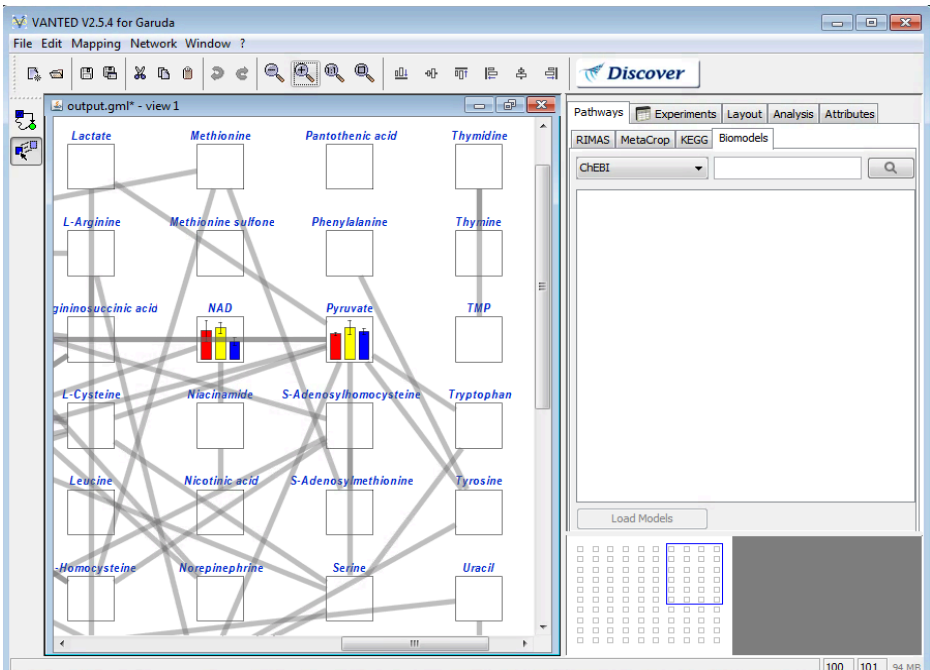 VANTED V2.5.4 for Garuda
File Edit Mapping Network Window ?
Discover
output.gml* - view 1
Lactate Methionine Pantothenic acid Thymidine
L-Arginine Methionine sulfone Phenylalanine Thymine
gininosuccinic acid NAD Pyruvate TMP
L-Cysteine Niacinamide S-Adenosylhomocysteine Tryptophan
Leucine Nicotinic acid S-Adenosylmethionine Tyrosine
-Homocysteine Norepinephrine Serine Uracil
Pathways Experiments Layout Analysis Attributes
RIMAS MetaCrop KEGG Biomodels
ChEBI
Load Models
100 101 94 MB